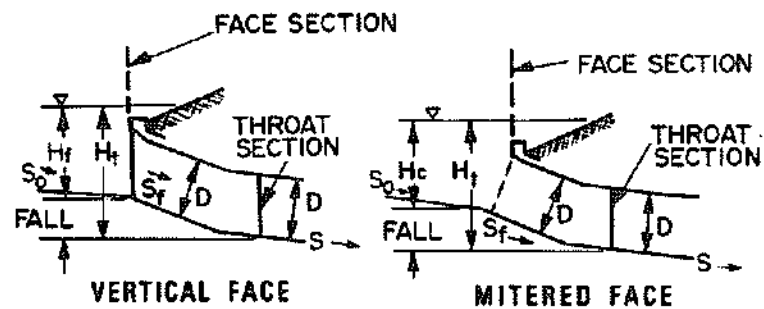 FACE SECTION
THROAT
SECTION
Hf
Ht
So
Sf
D
D
FALL
S
VERTICAL FACE
FACE SECTION
THROAT
SECTION
Hc
Ht
So
Sf
D
D
FALL
S
MITERED FACE